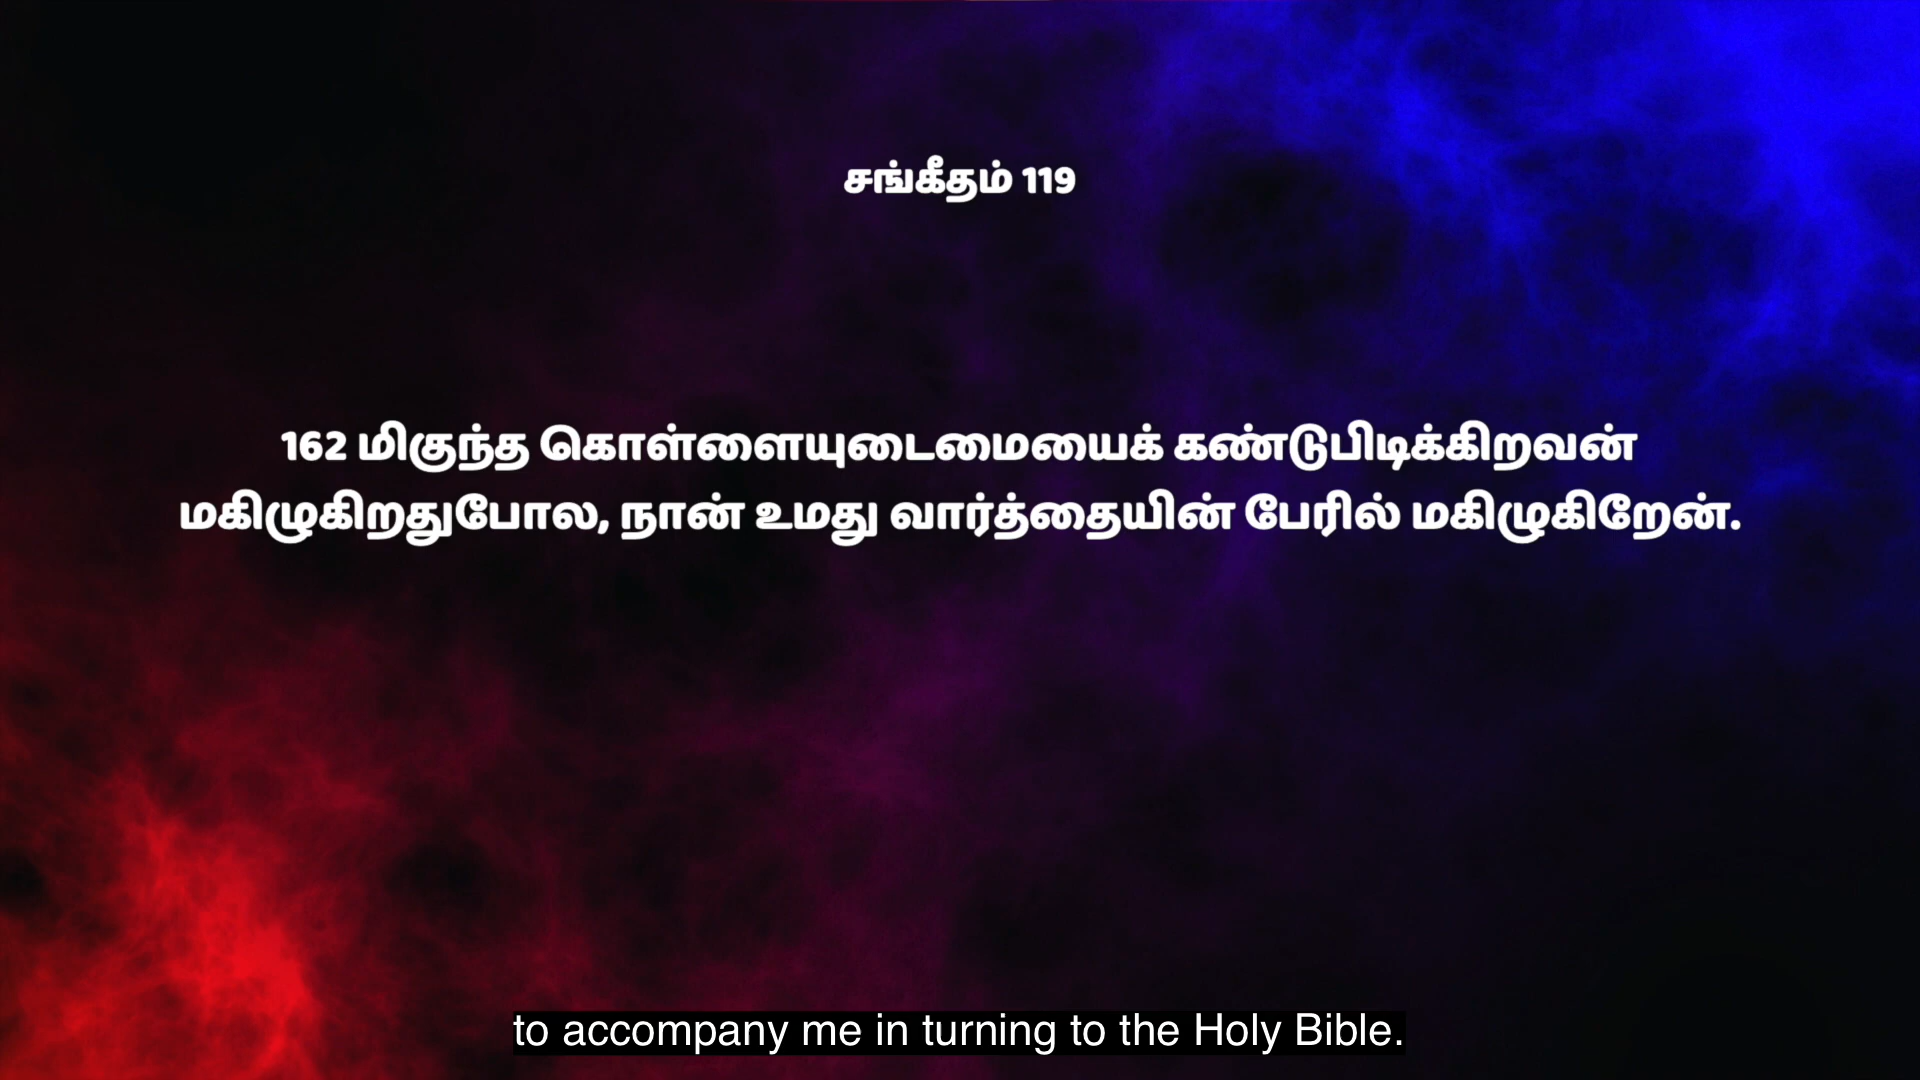 சங்கீதம் 119
162 மிகுந்த கொள்ளையுடைமையைக் கண்டுபிடிக்கிறவன்
மகிழுகிறதுபோல, நான் உமது வார்த்தையின் பேரில் மகிழுகிறேன்.
to accompany me in turning to the Holy Bible.